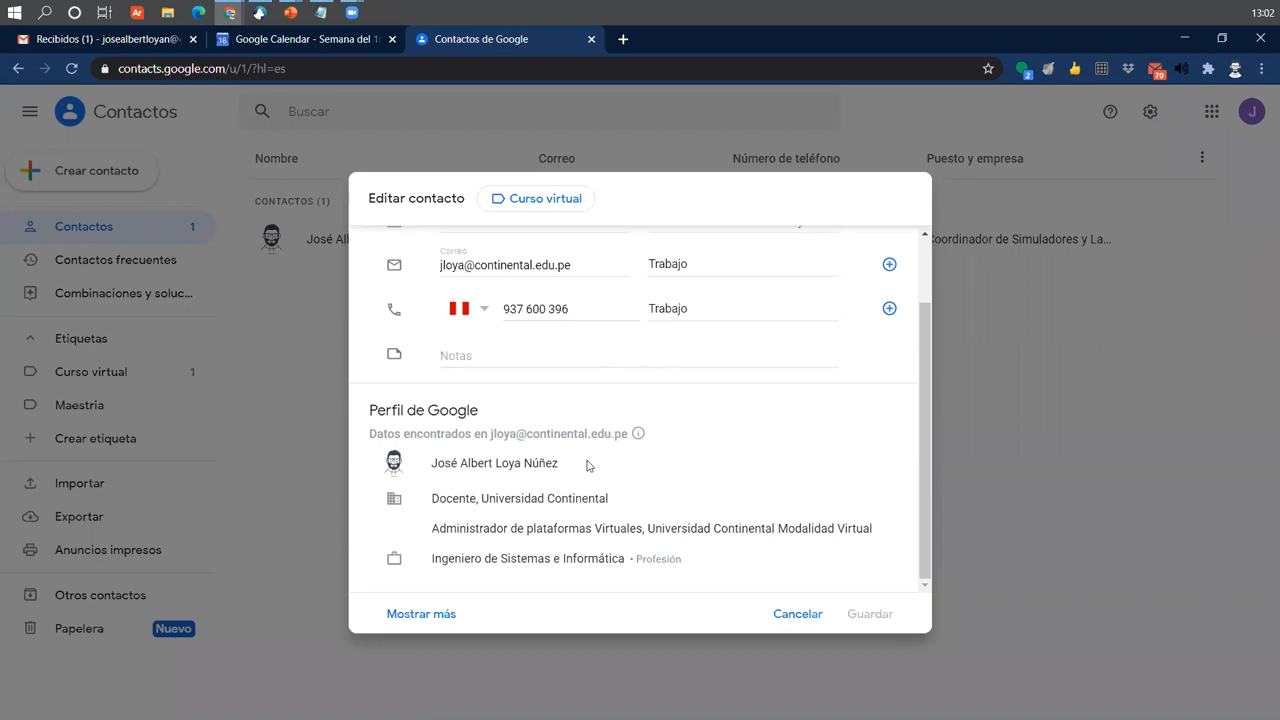 13:02
Recibidos (1) - josealbertloyan@
Google Calendar - Semana del 1
Contactos de Google
contacts.google.com/u/1/?hl=es
2
70
Contactos
Buscar
J
Crear contacto
Nombre
Correo
Número de teléfono
Puesto y empresa
CONTACTOS (1)
Contactos
1
José Al
Coordinador de Simuladores y La...
Contactos frecuentes
Combinaciones y soluc...
Etiquetas
Curso virtual
1
Maestria
Crear etiqueta
Importar
Exportar
Anuncios impresos
Otros contactos
Papelera
Nuevo
Editar contacto
Curso virtual
Correo
jloya@continental.edu.pe
Trabajo
937 600 396
Trabajo
Notas
Perfil de Google
Datos encontrados en jloya@continental.edu.pe
José Albert Loya Núñez
Docente, Universidad Continental
Administrador de plataformas Virtuales, Universidad Continental Modalidad Virtual
Ingeniero de Sistemas e Informática • Profesión
Mostrar más
Cancelar
Guardar